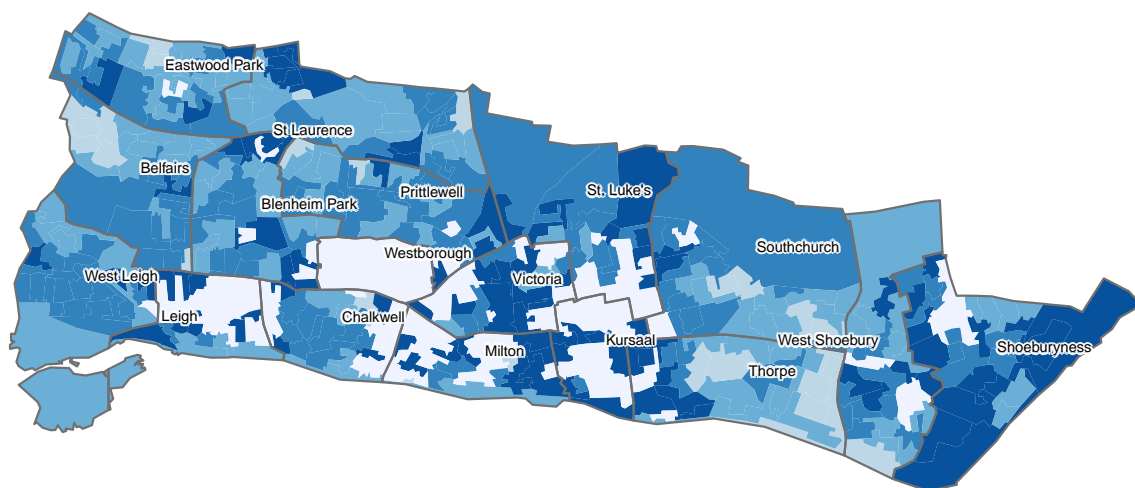 Eastwood Park
St Laurence
Belfairs
Prittlewell
St. Luke's
Blenheim Park
Southchurch
Westborough
West Leigh
Victoria
Leigh
Chalkwell
Kursaal
West Shoebury
Milton
Shoeburyness
Thorpe